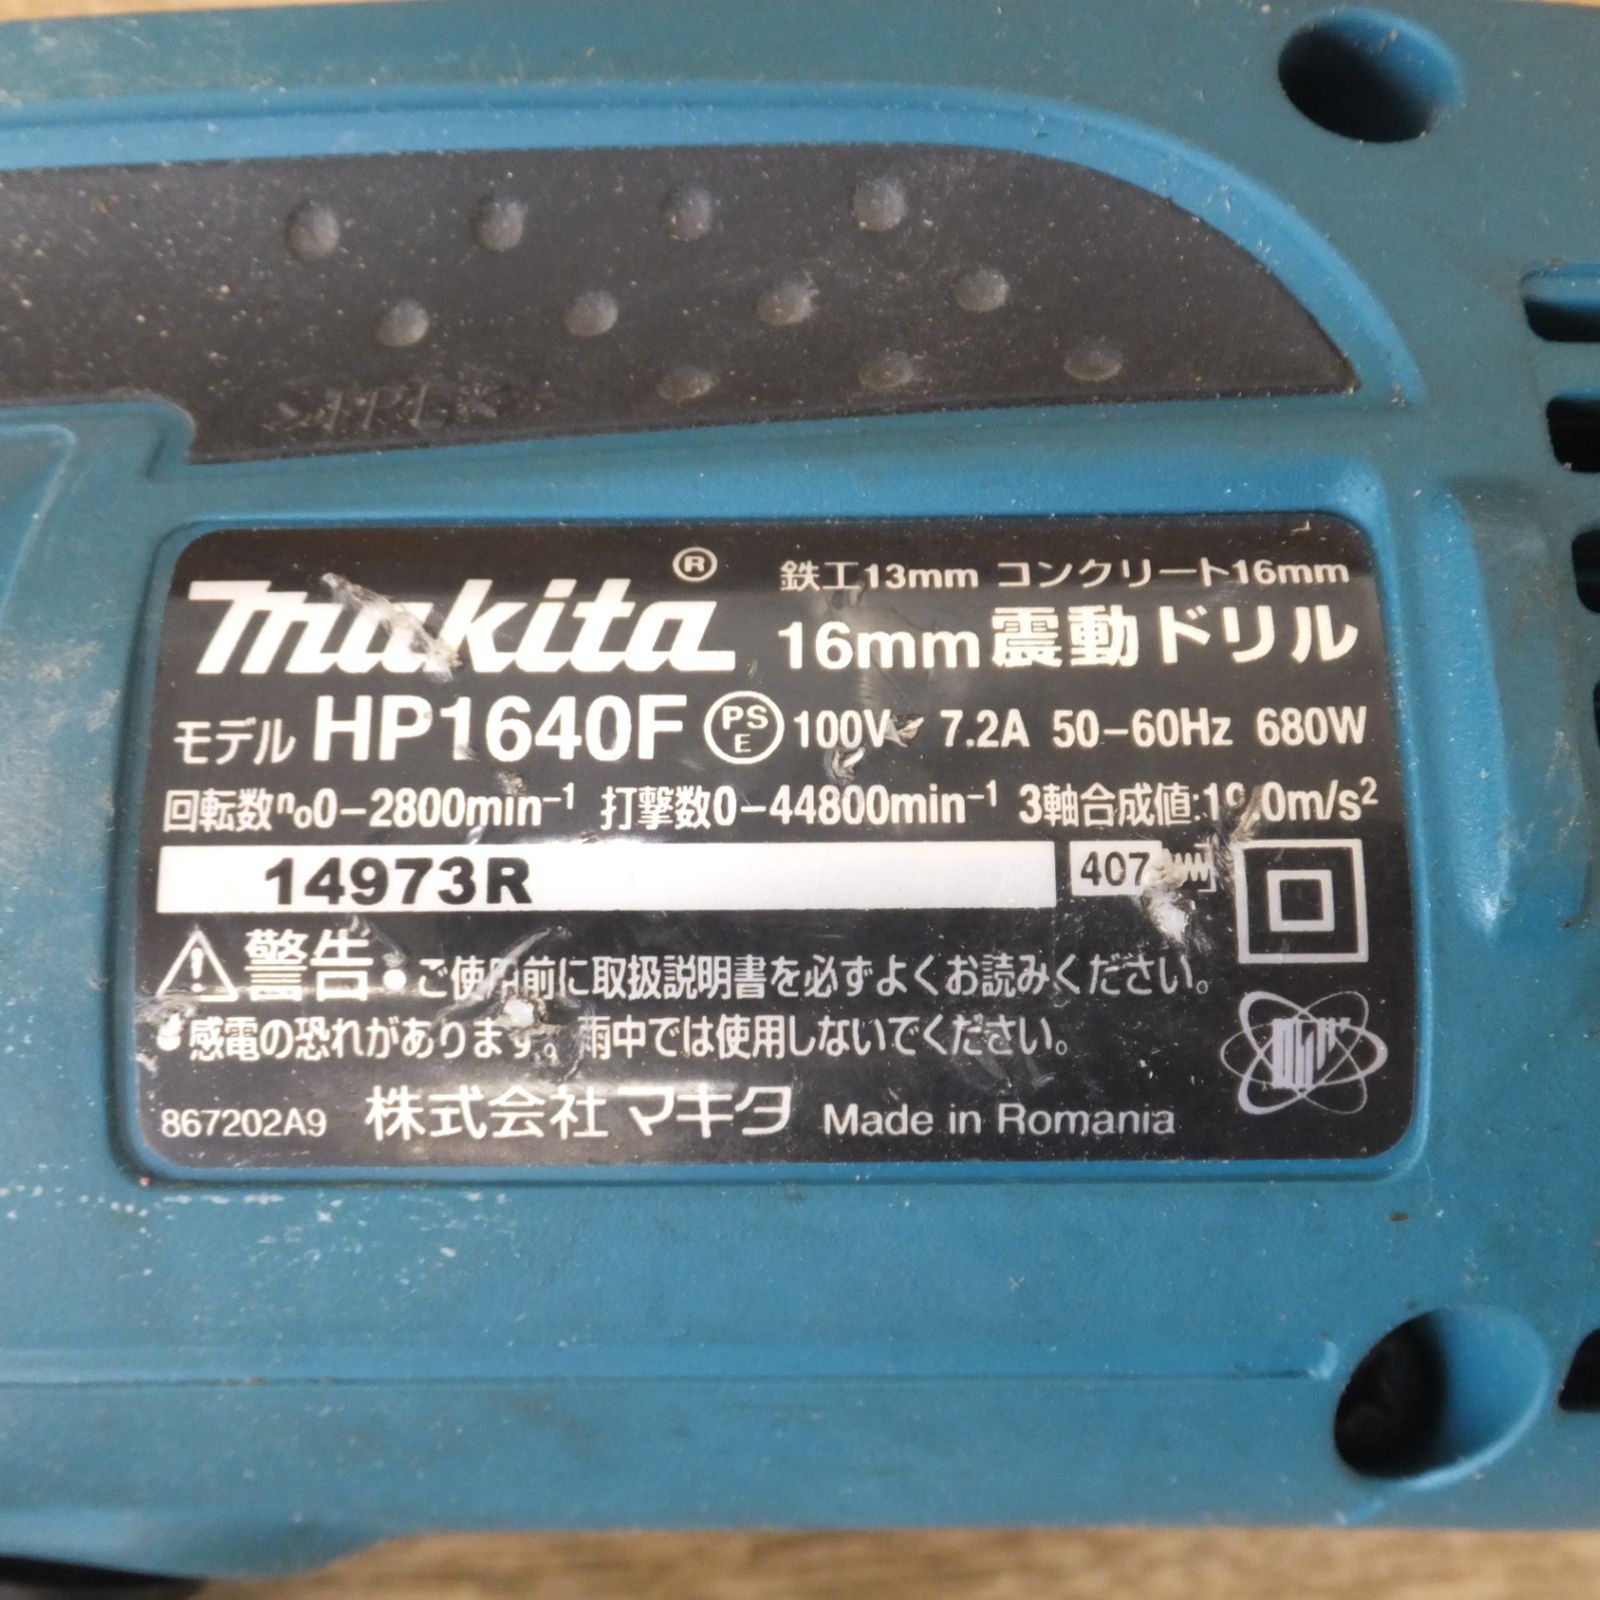 makita®
鉄工13mm コンクリート16mm
16mm震動ドリル
モデル HP1640F PSE 100V 7.2A 50-60Hz 680W
回転数n₀0-2800min⁻¹ 打撃数0-44800min⁻¹ 3軸合成値: m/s²
14973R
407
警告 • ご使用前に取扱説明書を必ずよくお読みください。
• 感電の恐れがあります。雨中では使用しないでください。
867202A9 株式会社マキタ Made in Romania